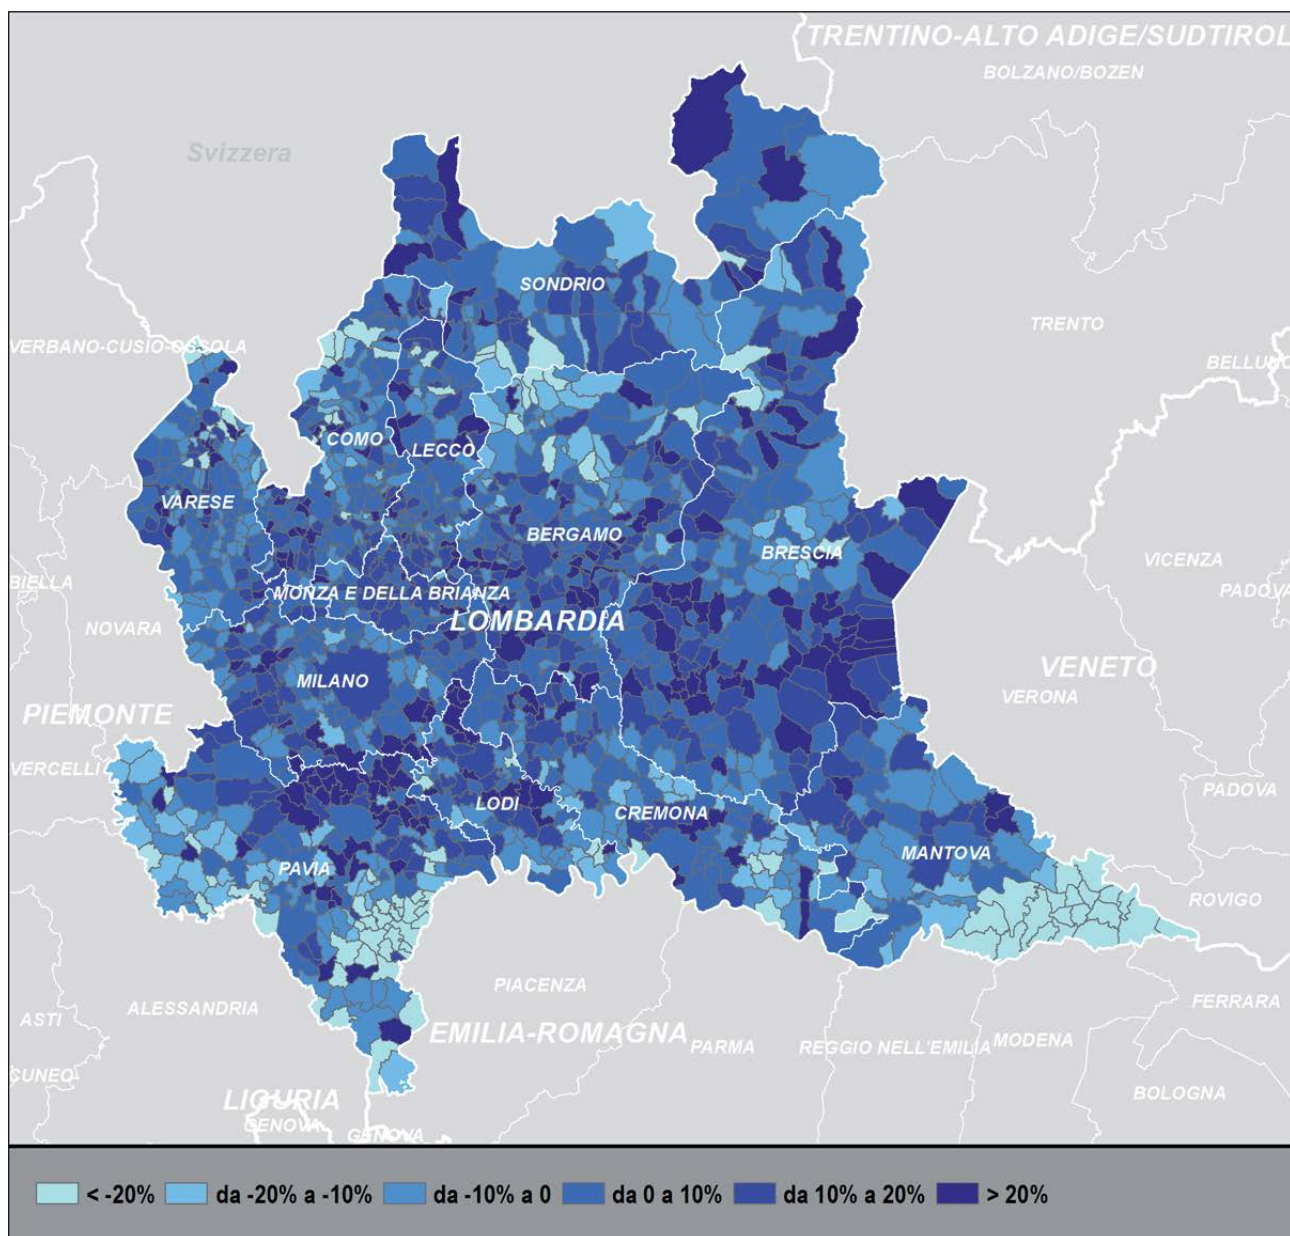 TRENTINO-ALTO ADIGE/SUDTIROL
BOLZANO/BOZEN
Svizzera
SONDRIO
TRENTO
VERBANO-CUSIO-OSSOLA
BELLUNO
COMO
LECCO
VARESE
BERGAMO
BRESCIA
VICENZA
BIELLA
PADOVA
MONZA E DELLA BRIANZA
NOVARA
LOMBARDIA
VENETO
MILANO
VERONA
PIEMONTE
VERCELLI
PADOVA
LODI
CREMONA
MANTOVA
PAVIA
ROVIGO
PIACENZA
FERRARA
ALESSANDRIA
ASTI
EMILIA-ROMAGNA
PARMA
REGGIO NELL'EMILIA
MODENA
CUNEO
BOLOGNA
LIGURIA
GENOVA
GENOVA
< -20% da -20% a -10% da -10% a 0 da 0 a 10% da 10% a 20% > 20%